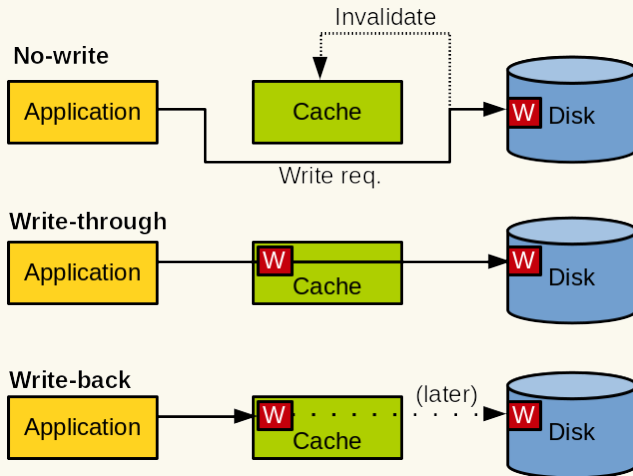 Invalidate
No-write
Application
Cache
W
Disk
Write req.
Write-through
Application
W
Cache
W
Disk
Write-back
Application
W
Cache
(later)
W
Disk